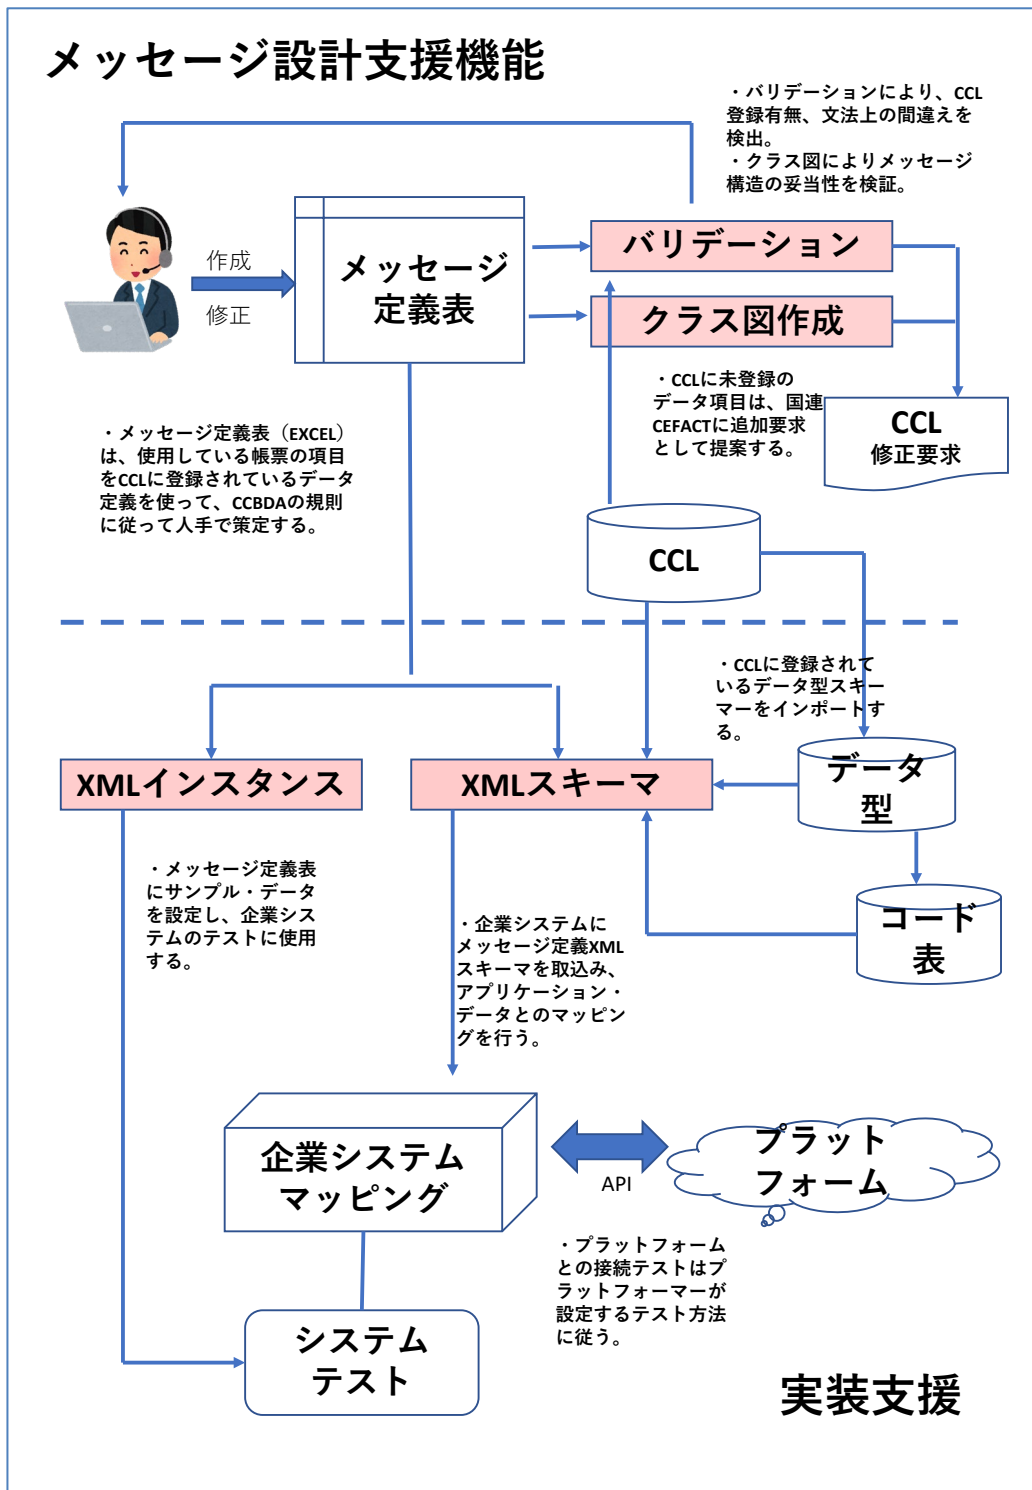 メッセージ設計支援機能
・バリデーションにより、CCL
登録有無、文法上の間違えを
検出。
・クラス図によりメッセージ
構造の妥当性を検証。
作成
修正
メッセージ
定義表
バリデーション
クラス図作成
・CCLに未登録の
データ項目は、国連
CEFACTに追加要求
として提案する。
CCL
修正要求
・メッセージ定義表（EXCEL）
は、使用している帳票の項目
をCCLに登録されているデータ
定義を使って、CCBDAの規則
に従って人手で策定する。
CCL
・CCLに登録されて
いるデータ型スキー
マーをインポートす
る。
XMLインスタンス
XMLスキーマ
データ
型
・メッセージ定義表
にサンプル・データ
を設定し、企業シス
テムのテストに使用
する。
コード
表
・企業システムに
メッセージ定義XML
スキーマを取込み、
アプリケーション・
データとのマッピン
グを行う。
企業システム
マッピング
API
プラット
フォーム
・プラットフォーム
との接続テストはプ
ラットフォーマーが
設定するテスト方法
に従う。
システム
テスト
実装支援